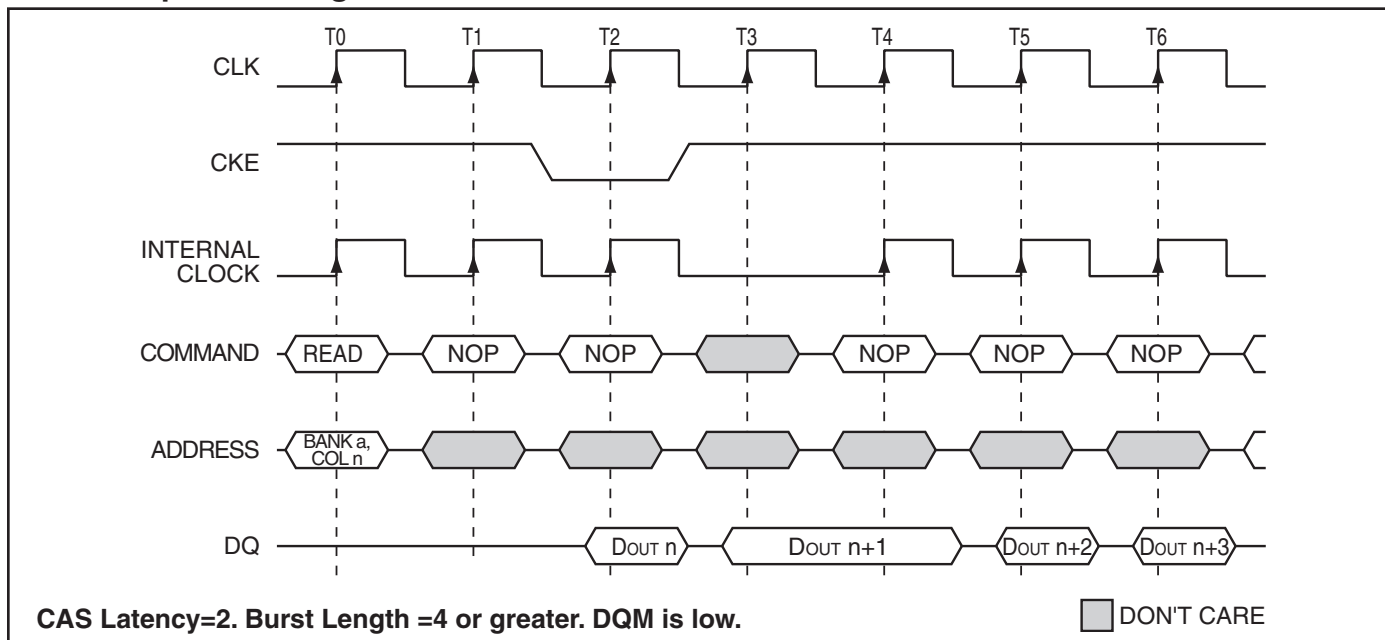 T0 T1 T2 T3 T4 T5 T6
CLK
CKE
INTERNAL
CLOCK
COMMAND READ NOP NOP NOP NOP NOP
ADDRESS BANK a,
COL n
DQ DOUT n DOUT n+1 DOUT n+2 DOUT n+3
CAS Latency=2. Burst Length =4 or greater. DQM is low. DON'T CARE